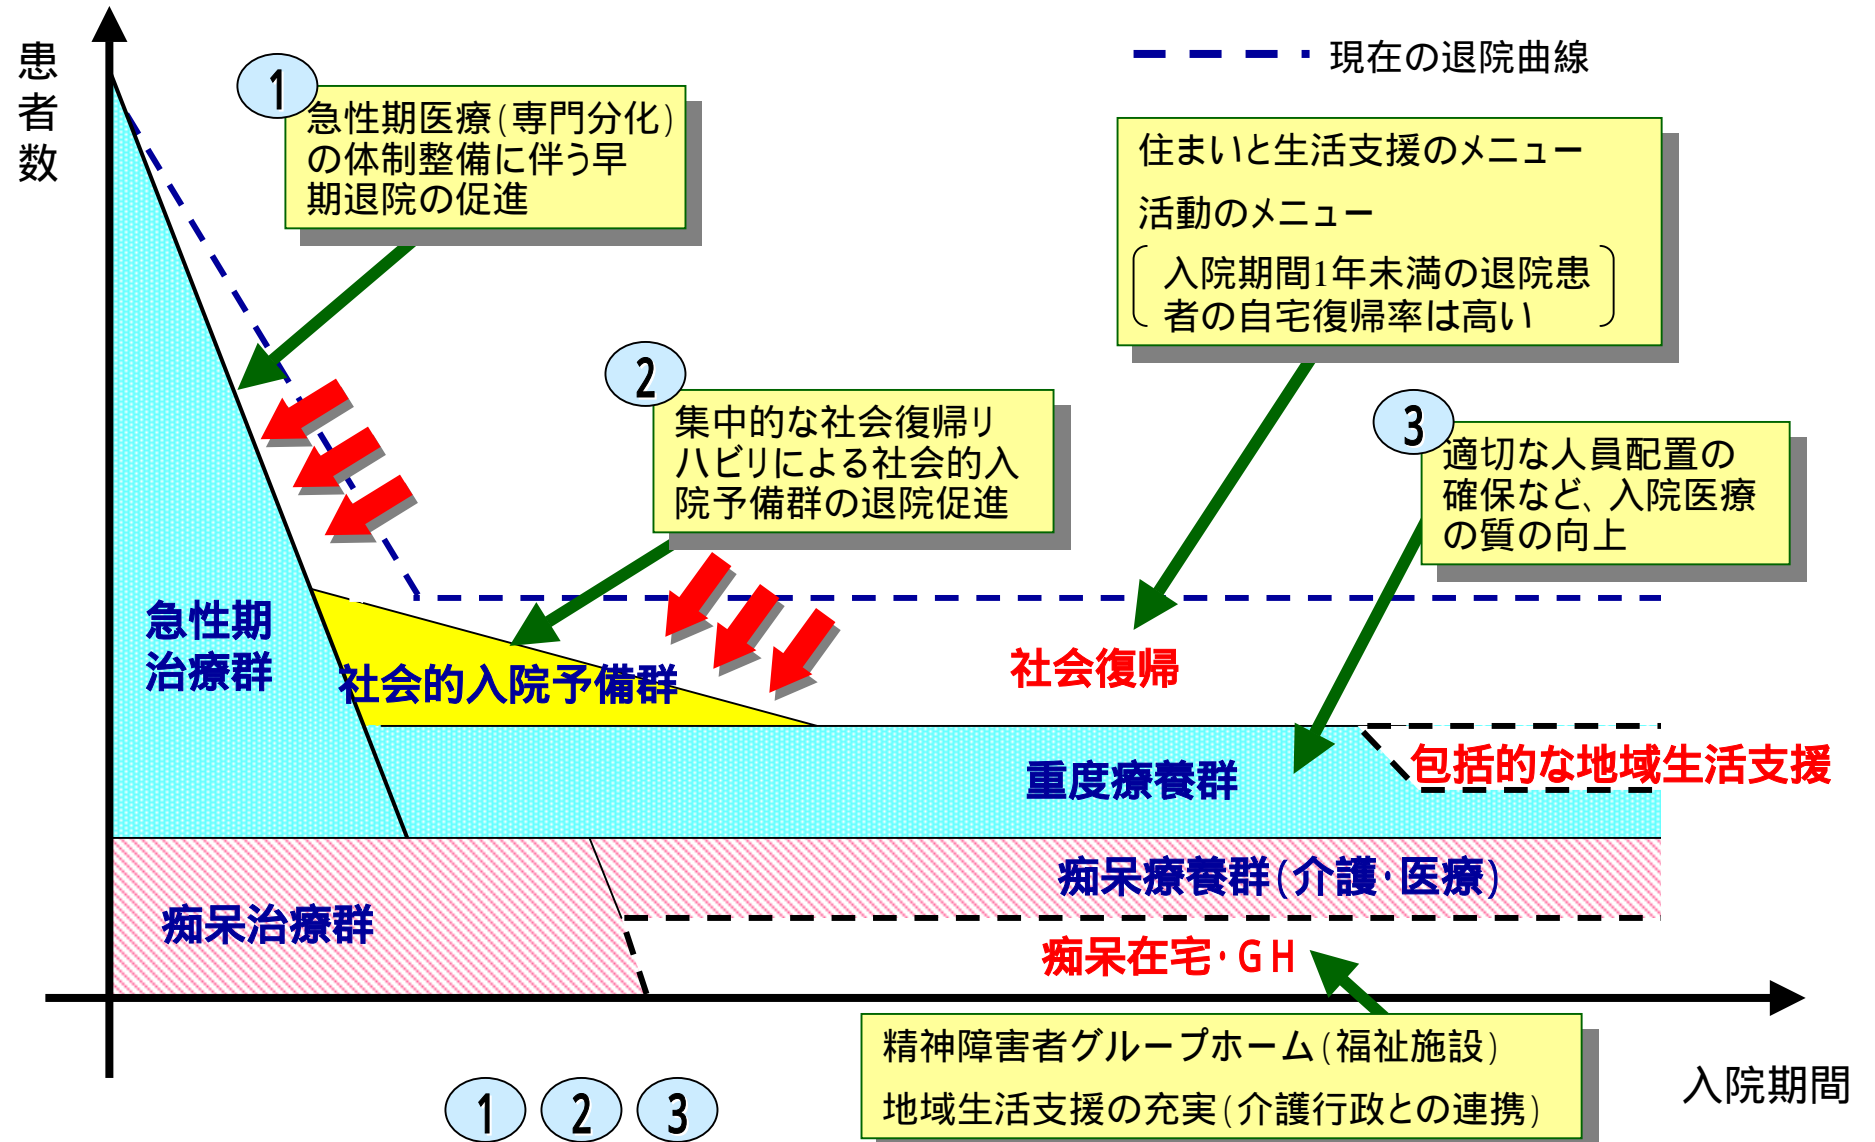 患者数
現在の退院曲線
1
急性期医療(専門分化)
の体制整備に伴う早
期退院の促進
住まいと生活支援のメニュー
活動のメニュー
入院期間1年未満の退院患
者の自宅復帰率は高い
2
集中的な社会復帰リ
ハビリによる社会的入
院予備群の退院促進
3
適切な人員配置の
確保など、入院医療
の質の向上
急性期
治療群
社会的入院予備群
社会復帰
重度療養群
包括的な地域生活支援
痴呆療養群(介護・医療)
痴呆治療群
痴呆在宅・GH
精神障害者グループホーム(福祉施設)
地域生活支援の充実(介護行政との連携)
入院期間
1 2 3